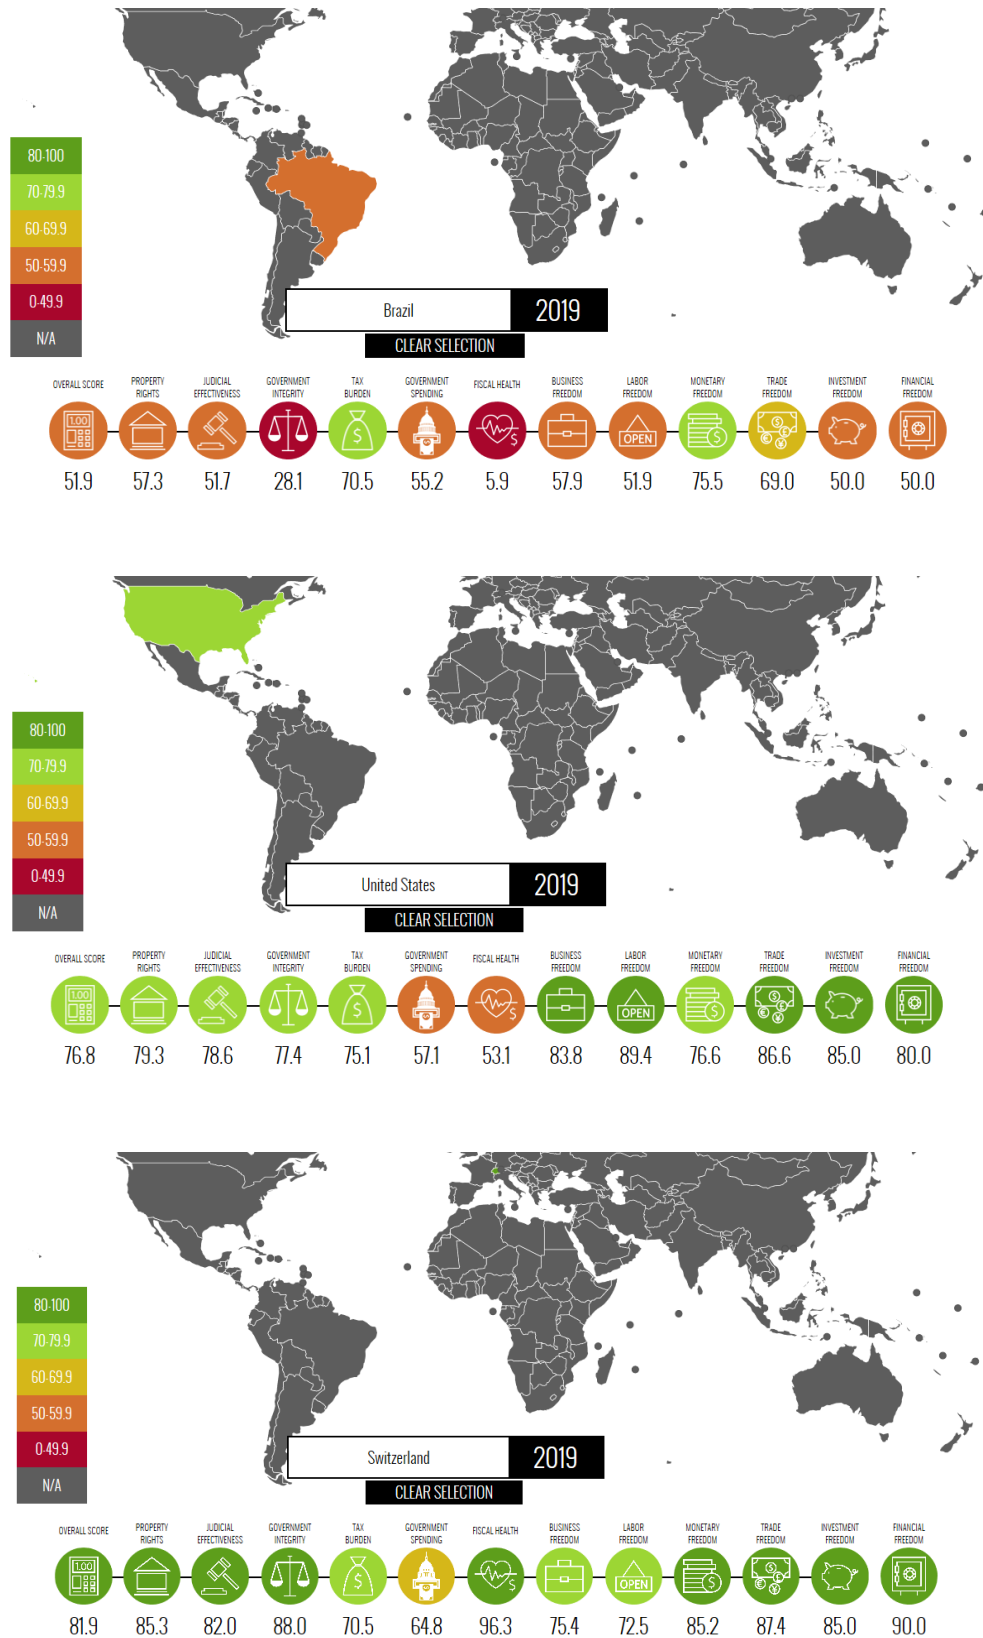 80-100
70-79.9
60-69.9
50-59.9
0-49.9
N/A
Brazil
2019
CLEAR SELECTION
OVERALL SCORE
PROPERTY RIGHTS
JUDICIAL EFFECTIVENESS
GOVERNMENT INTEGRITY
TAX BURDEN
GOVERNMENT SPENDING
FISCAL HEALTH
BUSINESS FREEDOM
LABOR FREEDOM
MONETARY FREEDOM
TRADE FREEDOM
INVESTMENT FREEDOM
FINANCIAL FREEDOM
1.00
OPEN
51.9 57.3 51.7 28.1 70.5 55.2 5.9 57.9 51.9 75.5 69.0 50.0 50.0
80-100
70-79.9
60-69.9
50-59.9
0-49.9
N/A
United States
2019
CLEAR SELECTION
OVERALL SCORE
PROPERTY RIGHTS
JUDICIAL EFFECTIVENESS
GOVERNMENT INTEGRITY
TAX BURDEN
GOVERNMENT SPENDING
FISCAL HEALTH
BUSINESS FREEDOM
LABOR FREEDOM
MONETARY FREEDOM
TRADE FREEDOM
INVESTMENT FREEDOM
FINANCIAL FREEDOM
1.00
OPEN
76.8 79.3 78.6 77.4 75.1 57.1 53.1 83.8 89.4 76.6 86.6 85.0 80.0
80-100
70-79.9
60-69.9
50-59.9
0-49.9
N/A
Switzerland
2019
CLEAR SELECTION
OVERALL SCORE
PROPERTY RIGHTS
JUDICIAL EFFECTIVENESS
GOVERNMENT INTEGRITY
TAX BURDEN
GOVERNMENT SPENDING
FISCAL HEALTH
BUSINESS FREEDOM
LABOR FREEDOM
MONETARY FREEDOM
TRADE FREEDOM
INVESTMENT FREEDOM
FINANCIAL FREEDOM
1.00
OPEN
81.9 85.3 82.0 88.0 70.5 64.8 96.3 75.4 72.5 85.2 87.4 85.0 90.0